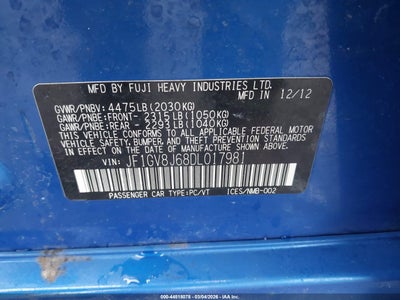 MFD. BY FUJI HEAVY INDUSTRIES LTD.
12/12
GVWR/PNBV: 4475LB(2030KG)
GAWR/PNBE:FRONT- 2315LB(1050KG)
GAWR/PNBE:REAR - 2293LB(1040KG)
THIS VEHICLE CONFORMS TO ALL APPLICABLE FEDERAL MOTOR
VEHICLE SAFETY, BUMPER, AND THEFT PREVENTION STANDARDS
IN EFFECT ON THE DATE OF MANUFACTURE SHOWN ABOVE.
VIN: JF1GV8J68DL017981
PASSENGER CAR TYPE:PC/VT ICES/NMB-002
000-44618078 - 03/04/2026 - IAA Inc.